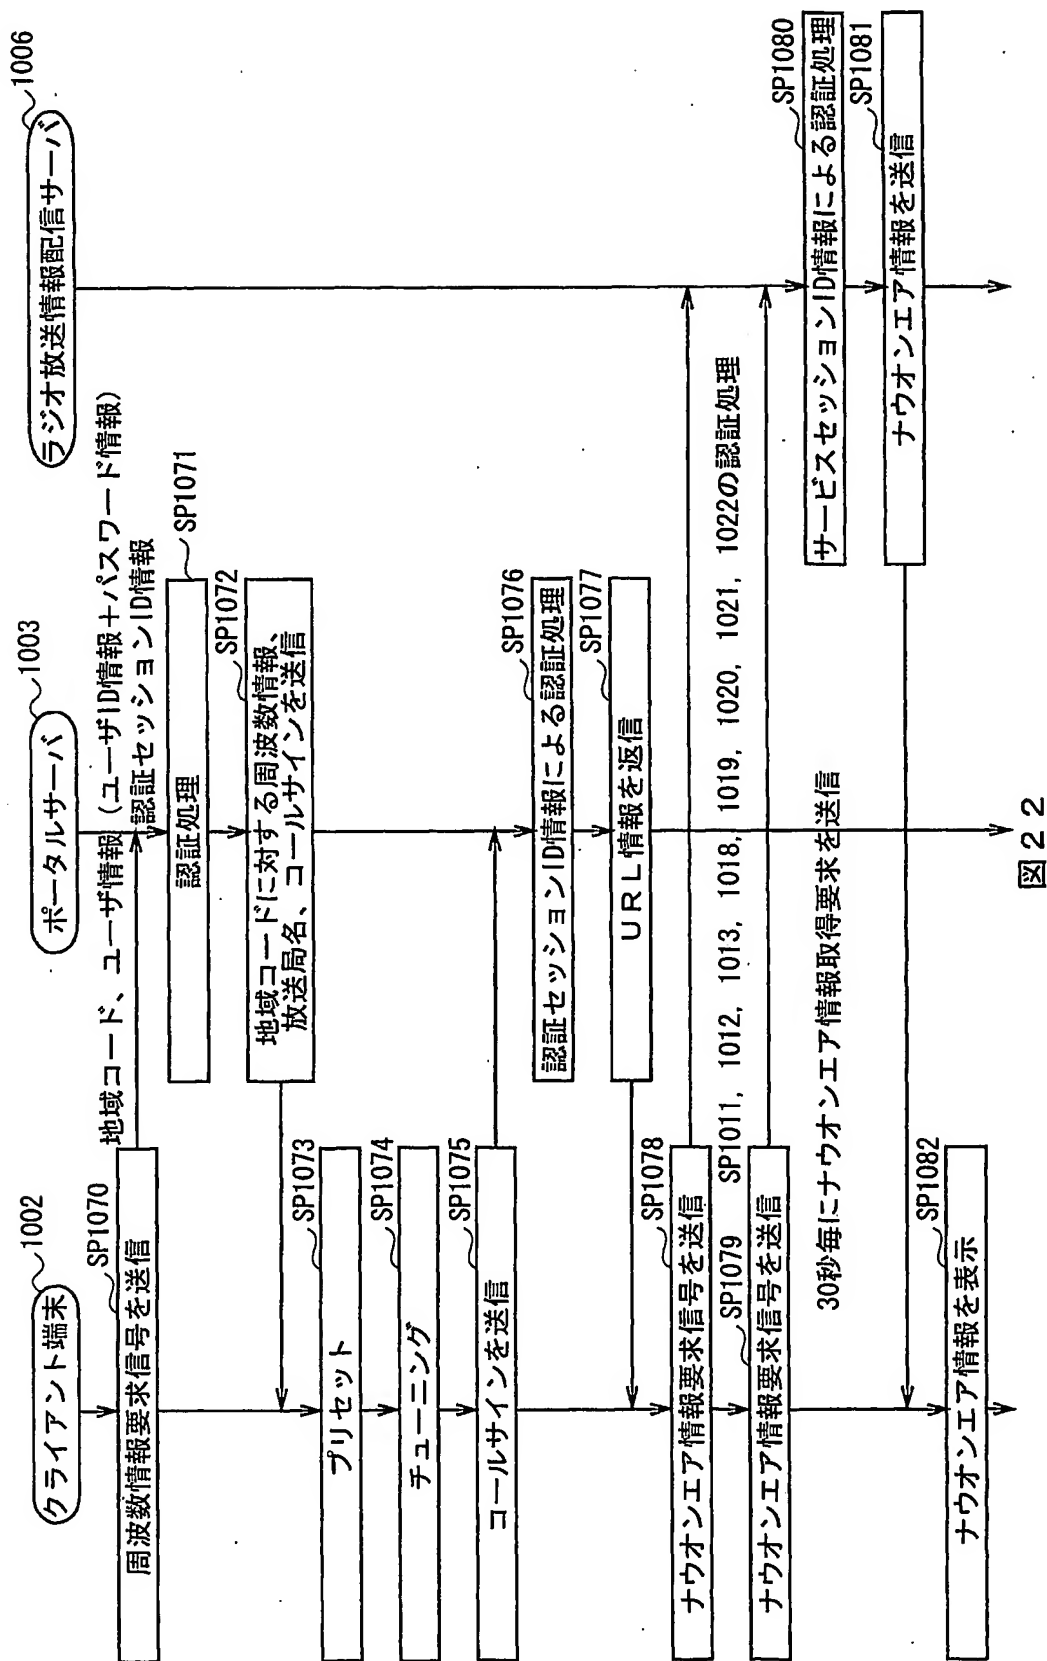 クライアント端末
1002
ポータルサーバ
1003
ラジオ放送情報配信サーバ
1006
SP1070
周波数情報要求信号を送信
地域コード、ユーザ情報（ユーザID情報＋パスワード情報）
認証セッションID情報
SP1071
認証処理
SP1072
地域コードに対する周波数情報、
放送局名、コールサインを送信
SP1073
プリセット
SP1074
チューニング
SP1075
コールサインを送信
SP1076
認証セッションID情報による認証処理
SP1077
URL情報を返信
SP1078
ナウオンエア情報要求信号を送信
SP1079
SP1011, 1012, 1013, 1018, 1019, 1020, 1021, 1022の認証処理
ナウオンエア情報要求信号を送信
30秒毎にナウオンエア情報取得要求を送信
SP1080
サービスセッションID情報による認証処理
SP1081
ナウオンエア情報を送信
SP1082
ナウオンエア情報を表示
図22